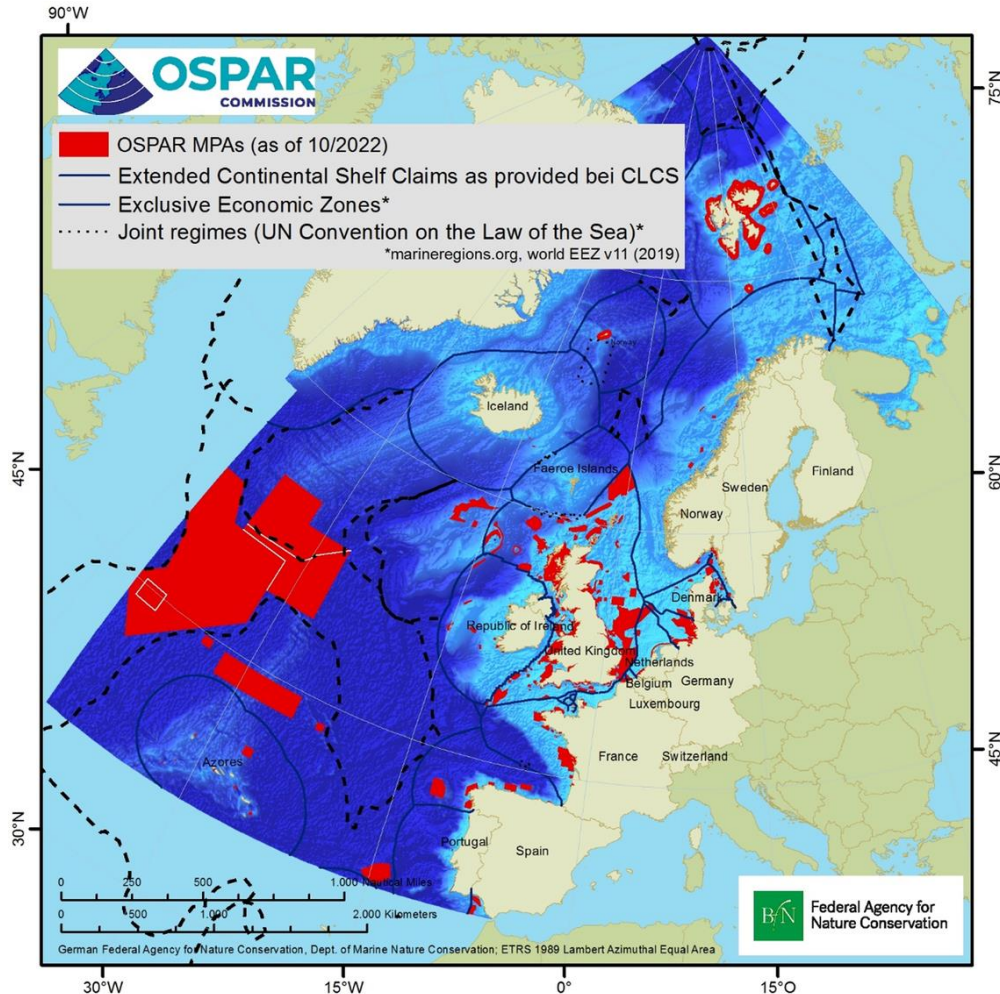 90°W
75°N
OSPAR
COMMISSION
OSPAR MPAs (as of 10/2022)
Extended Continental Shelf Claims as provided bei CLCS
Exclusive Economic Zones*
Joint regimes (UN Convention on the Law of the Sea)*
*marineregions.org, world EEZ v11 (2019)
Norway
Iceland
45°N
Faeroe Islands
60°N
Finland
Sweden
Norway
Denmark
Republic of Ireland
United Kingdom
Netherlands
Belgium
Germany
Luxembourg
45°N
France
Switzerland
Azores
30°N
Portugal
Spain
0 250 500 1.000 Nautical Miles
0 500 1.000 2.000 Kilometers
BfN
Federal Agency for
Nature Conservation
German Federal Agency for Nature Conservation, Dept. of Marine Nature Conservation; ETRS 1989 Lambert Azimuthal Equal Area
30°W
15°W
0°
15°O